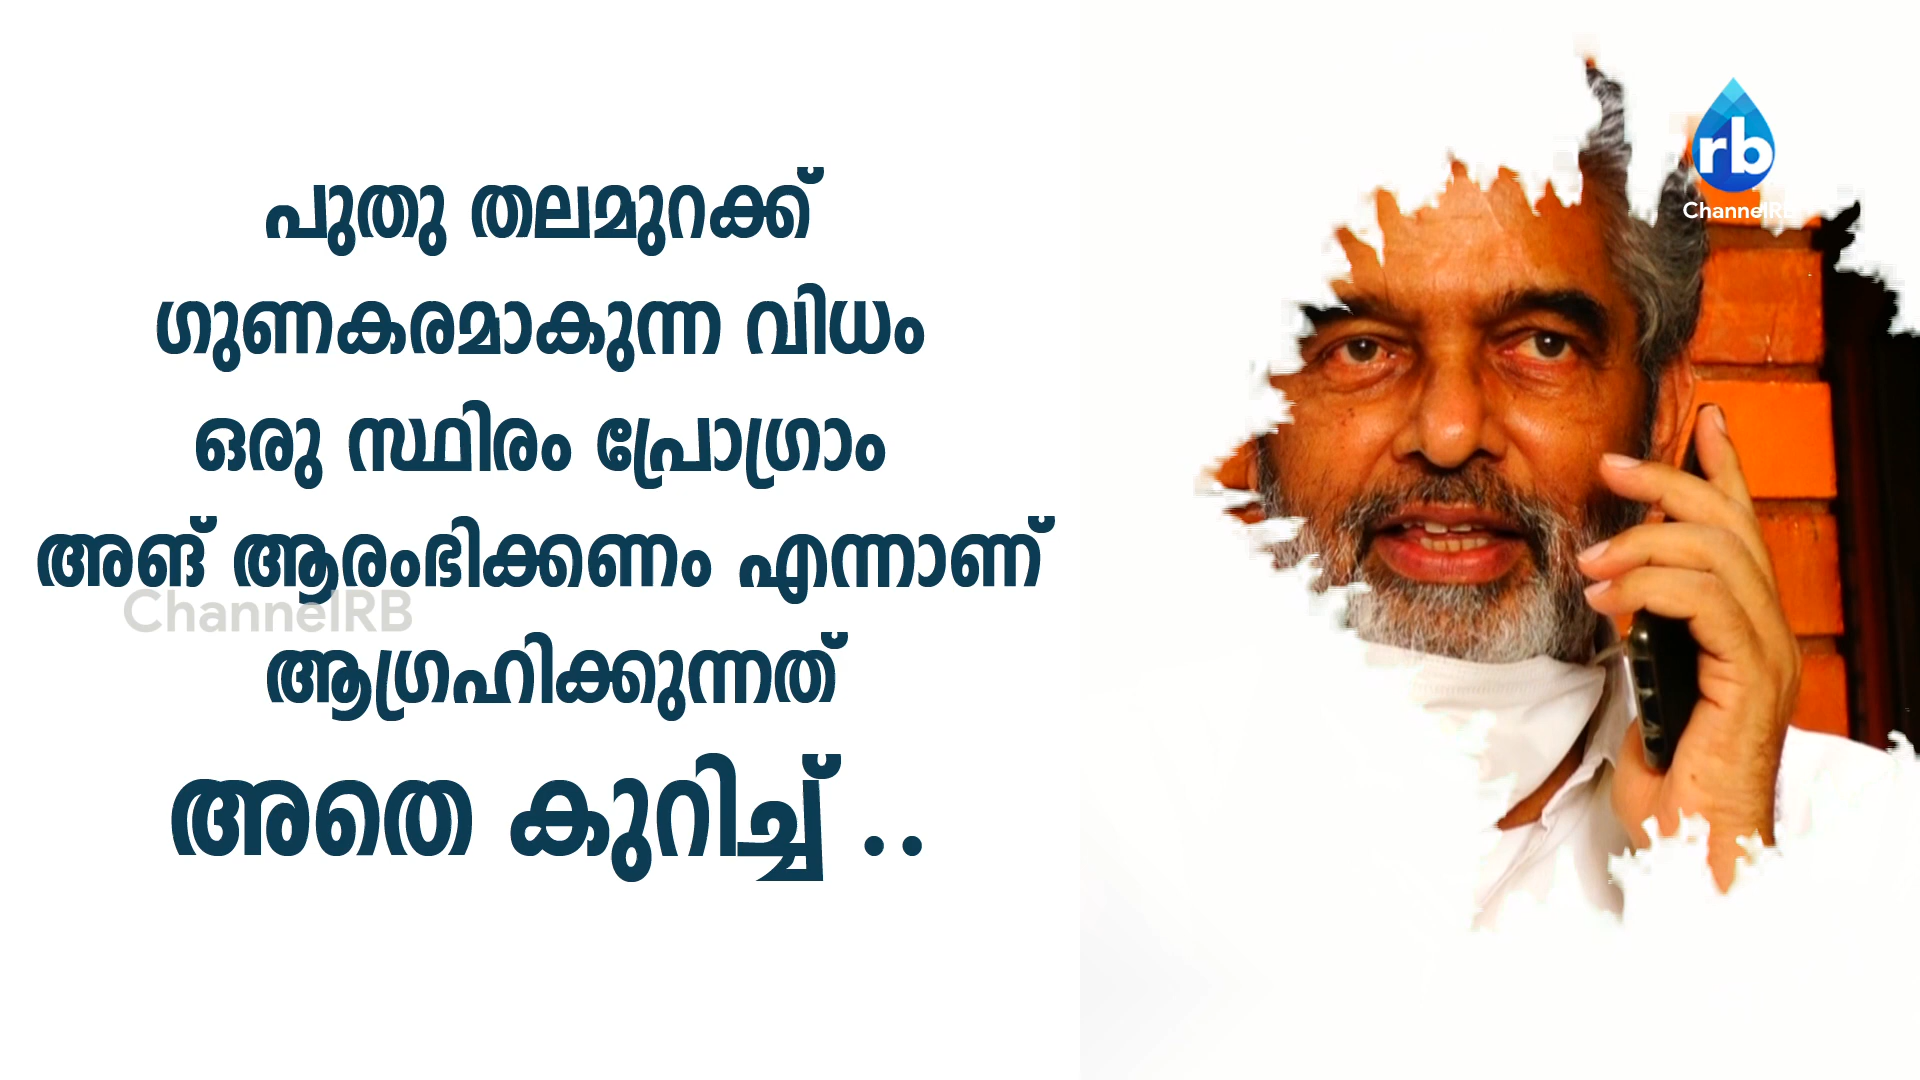 പുതു തലമുറക്ക്
ഗുണകരമാകുന്ന വിധം
ഒരു സ്ഥിരം പ്രോഗ്രാം
അങ് ആരംഭിക്കണം എന്നാണ്
ChannelRB
ആഗ്രഹിക്കുന്നത്
അതെ കുറിച്ച് ..
rb
ChannelRB